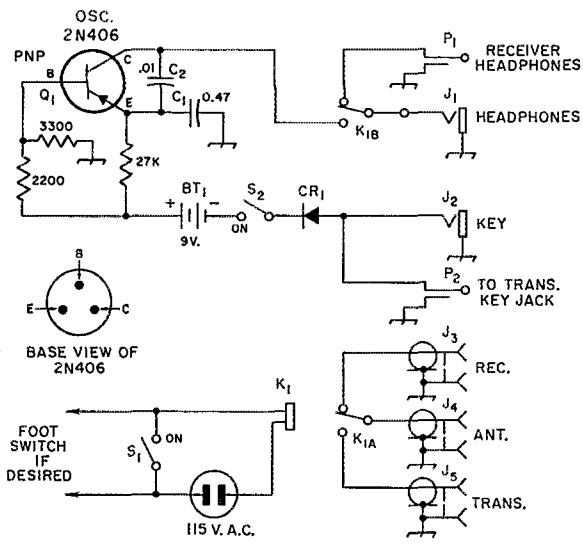 OSC.
2N406
PNP
B
C
E
Q1
.01
C2
C1
0.47
3300
2200
27K
P1
RECEIVER
HEADPHONES
J1
HEADPHONES
K1B
BT1
+
−
9V.
S2
ON
CR1
J2
KEY
P2
TO TRANS.
KEY JACK
B
E
C
BASE VIEW OF
2N406
K1
FOOT
SWITCH
IF
DESIRED
S1
ON
115 V. A.C.
K1A
J3
REC.
J4
ANT.
J5
TRANS.